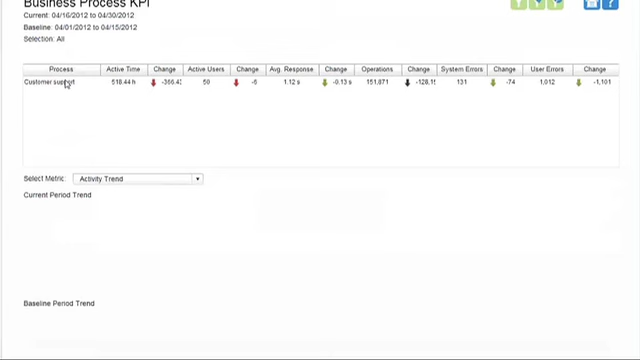 Business Process KPI
Current: 04/16/2012 to 04/30/2012
Baseline: 04/01/2012 to 04/15/2012
Selection: All
Process Active Time Change Active Users Change Avg. Response Change Operations Change System Errors Change User Errors Change
Customer support 518.44 h 50 -6 1.12 s -0.13 s 151,871 131 -74 1,012 -1,101
Select Metric: Activity Trend
Current Period Trend
Baseline Period Trend